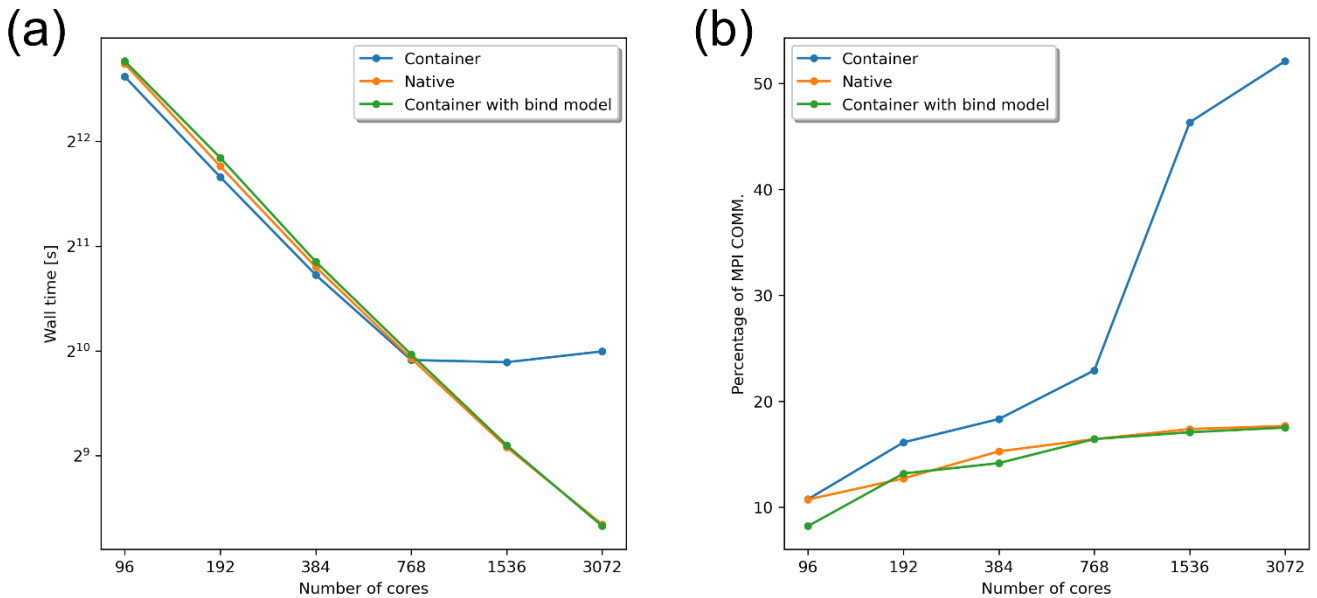 (a)
Container
Native
Container with bind model
2^12
2^11
2^10
2^9
Wall time [s]
96 192 384 768 1536 3072
Number of cores
(b)
Container
Native
Container with bind model
50
40
30
20
10
Percentage of MPI COMM.
96 192 384 768 1536 3072
Number of cores